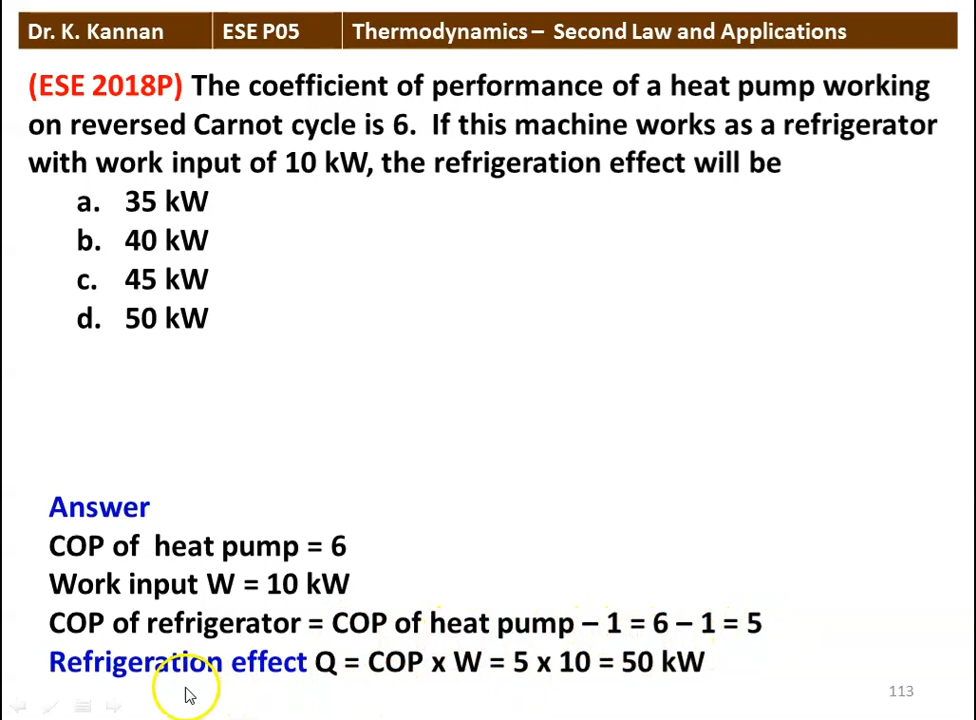 Dr. K. Kannan ESE P05 Thermodynamics – Second Law and Applications
(ESE 2018P) The coefficient of performance of a heat pump working
on reversed Carnot cycle is 6. If this machine works as a refrigerator
with work input of 10 kW, the refrigeration effect will be
a. 35 kW
b. 40 kW
c. 45 kW
d. 50 kW
Answer
COP of heat pump = 6
Work input W = 10 kW
COP of refrigerator = COP of heat pump – 1 = 6 – 1 = 5
Refrigeration effect Q = COP x W = 5 x 10 = 50 kW
113